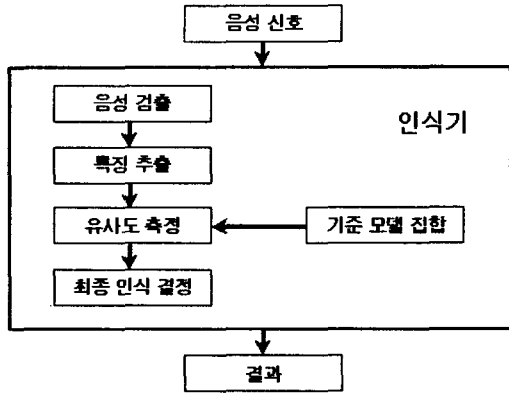 음성 신호
음성 검출
인식기
특징 추출
유사도 측정
기준 모델 집합
최종 인식 결정
결과